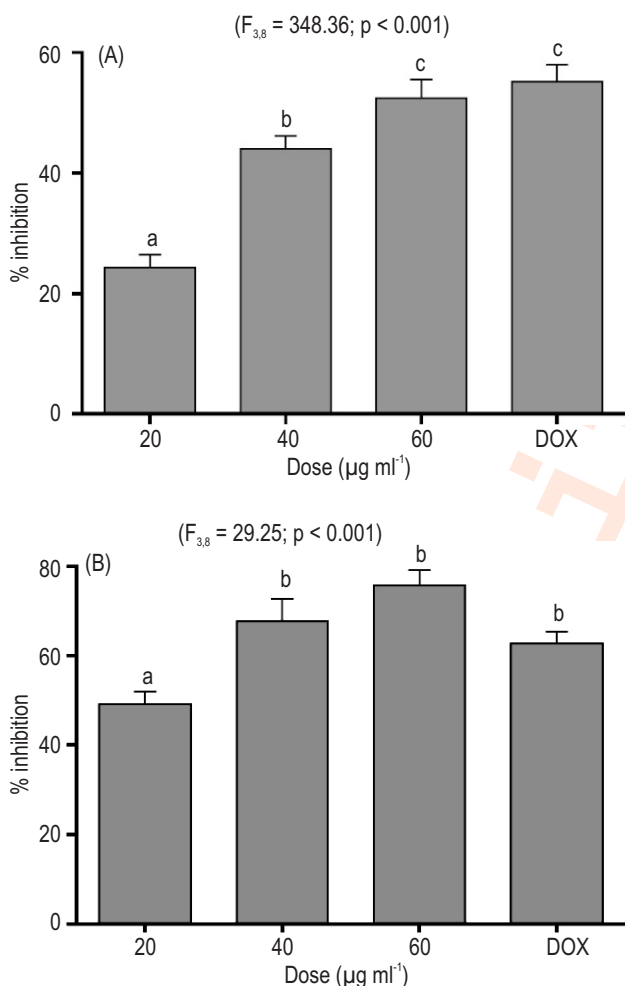 (F3,8 = 348.36; p < 0.001)
(A)
60
40
20
0
% inhibition
a
b
c
c
20 40 60 DOX
Dose (µg ml-1)
(F3,8 = 29.25; p < 0.001)
(B)
80
60
40
20
0
% inhibition
a
b
b
b
20 40 60 DOX
Dose (µg ml-1)